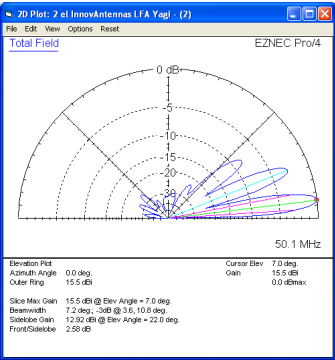 2D Plot: 2 el InnovAntennas LFA Yagi - (2)
File Edit View Options Reset
Total Field
EZNEC Pro/4
0 dB
-5
-10
-15
-20
-30
50.1 MHz
Elevation Plot
Cursor Elev 7.0 deg.
Azimuth Angle 0.0 deg.
Gain 15.5 dBi
Outer Ring 15.5 dBi
0.0 dBmax
Slice Max Gain 15.5 dBi @ Elev Angle = 7.0 deg.
Beamwidth 7.2 deg.; -3dB @ 3.6, 10.8 deg.
Sidelobe Gain 12.92 dBi @ Elev Angle = 22.0 deg.
Front/Sidelobe 2.58 dB